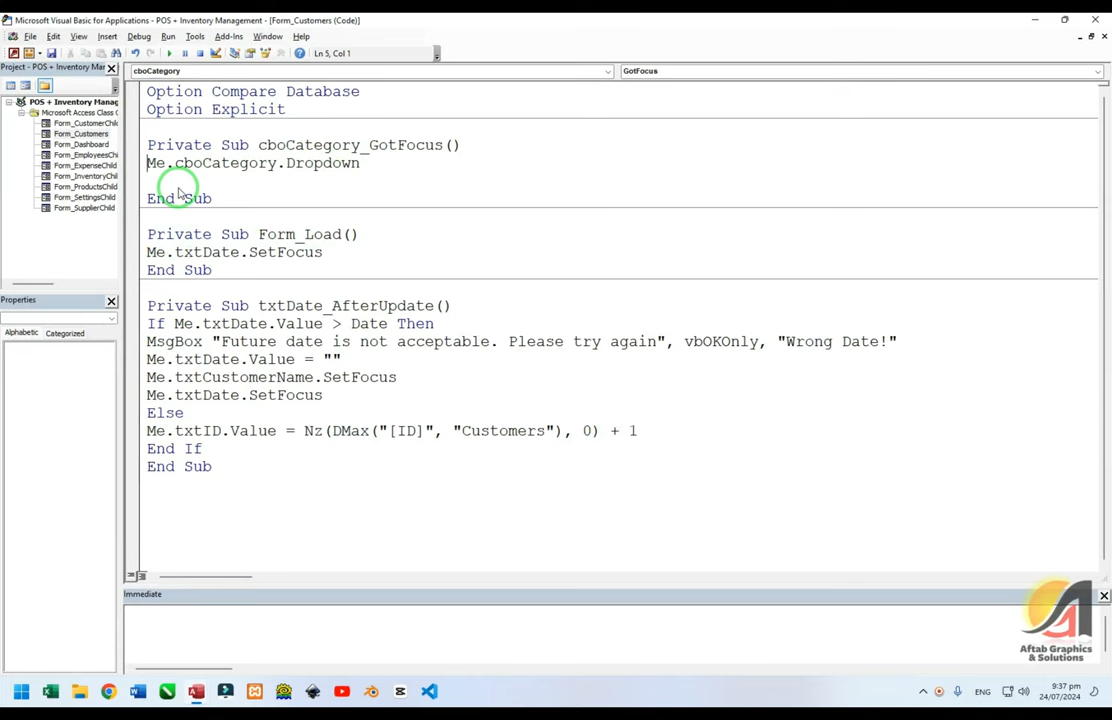 Microsoft Visual Basic for Applications - POS + Inventory Management - [Form_Customers (Code)]
File Edit View Insert Debug Run Tools Add-Ins Window Help
Ln 5, Col 1
Project - POS + Inventory Mar
cboCategory
GotFocus
POS + Inventory Manag
Microsoft Access Class C
Form_CustomerChil
Form_Customers
Form_Dashboard
Form_EmployeesChi
Form_ExpenseChild
Form_InventoryChi
Form_ProductsChild
Form_SettingsChild
Form_SupplierChild
Properties
Alphabetic Categorized
Option Compare Database
Option Explicit
Private Sub cboCategory_GotFocus()
Me.cboCategory.Dropdown
End Sub
Private Sub Form_Load()
Me.txtDate.SetFocus
End Sub
Private Sub txtDate_AfterUpdate()
If Me.txtDate.Value > Date Then
MsgBox "Future date is not acceptable. Please try again", vbOKOnly, "Wrong Date!"
Me.txtDate.Value = ""
Me.txtCustomerName.SetFocus
Me.txtDate.SetFocus
Else
Me.txtID.Value = Nz(DMax("[ID]", "Customers"), 0) + 1
End If
End Sub
Immediate
Aftab Graphics
& Solutions
ENG
9:37 pm
24/07/2024